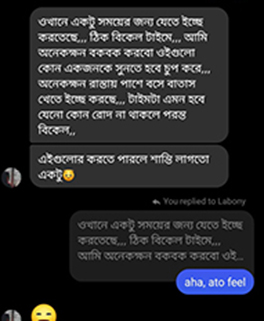 ওখানে একটু সময়ের জন্য যেতে ইচ্ছে
করতেছে,,, ঠিক বিকেল টাইমে,,, আমি
অনেকক্ষন বকবক করবো ওইগুলো
কোন একজনকে সুনতে হবে চুপ করে,,,
অনেকক্ষন রাস্তায় পাশে বসে বাতাস
খেতে ইচ্ছে করছে,,, টাইমটা এমন হবে
যেনো কোন রোদ না থাকলে পরন্ত
বিকেল,,
এইগুলোর করতে পারলে শান্তি লাগতো
একটু😥
You replied to Labony
ওখানে একটু সময়ের জন্য যেতে ইচ্ছে
করতেছে,,, ঠিক বিকেল টাইমে,,,
আমি অনেকক্ষন বকবক করবো ওই...
aha, ato feel